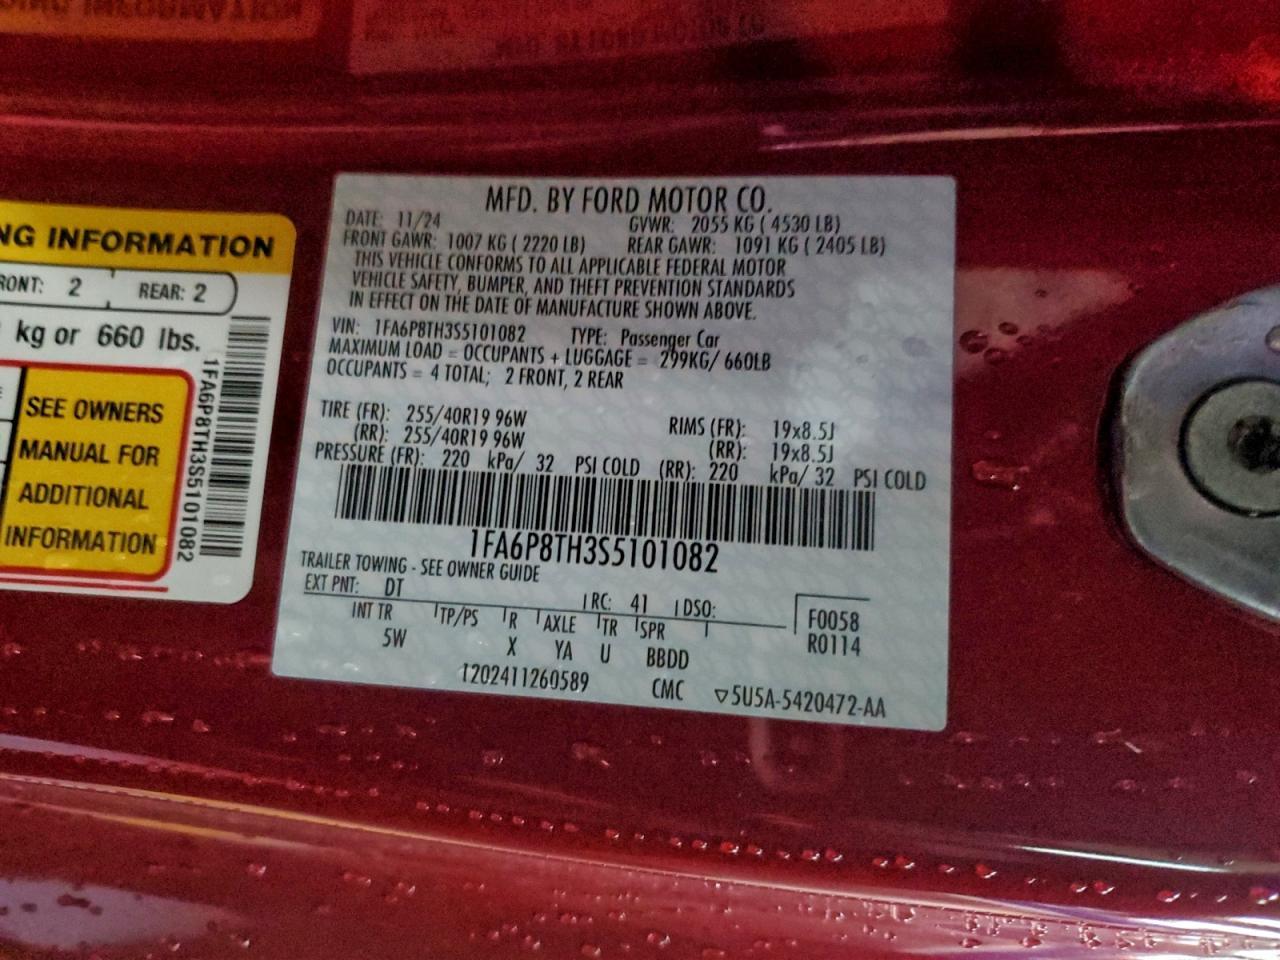 NG INFORMATION
RONT: 2 REAR: 2
kg or 660 lbs.
SEE OWNERS
MANUAL FOR
ADDITIONAL
INFORMATION
1FA6P8TH3S5101082
MFD. BY FORD MOTOR CO.
DATE: 11/24 GVWR: 2055 KG ( 4530 LB)
FRONT GAWR: 1007 KG ( 2220 LB) REAR GAWR: 1091 KG ( 2405 LB)
THIS VEHICLE CONFORMS TO ALL APPLICABLE FEDERAL MOTOR
VEHICLE SAFETY, BUMPER, AND THEFT PREVENTION STANDARDS
IN EFFECT ON THE DATE OF MANUFACTURE SHOWN ABOVE.
VIN: 1FA6P8TH3S5101082 TYPE: Passenger Car
MAXIMUM LOAD = OCCUPANTS + LUGGAGE = 299KG/ 660LB
OCCUPANTS = 4 TOTAL; 2 FRONT, 2 REAR
TIRE (FR): 255/40R19 96W RIMS (FR): 19x8.5J
(RR): 255/40R19 96W (RR): 19x8.5J
PRESSURE (FR): 220 kPa/ 32 PSI COLD (RR): 220 kPa/ 32 PSI COLD
1FA6P8TH3S5101082
TRAILER TOWING - SEE OWNER GUIDE
EXT PNT: DT RC: 41 DSO: F0058
INT TR TP/PS R AXLE TR SPR R0114
5W X YA U BBDD
1202411260589 CMC ▽5U5A-5420472-AA